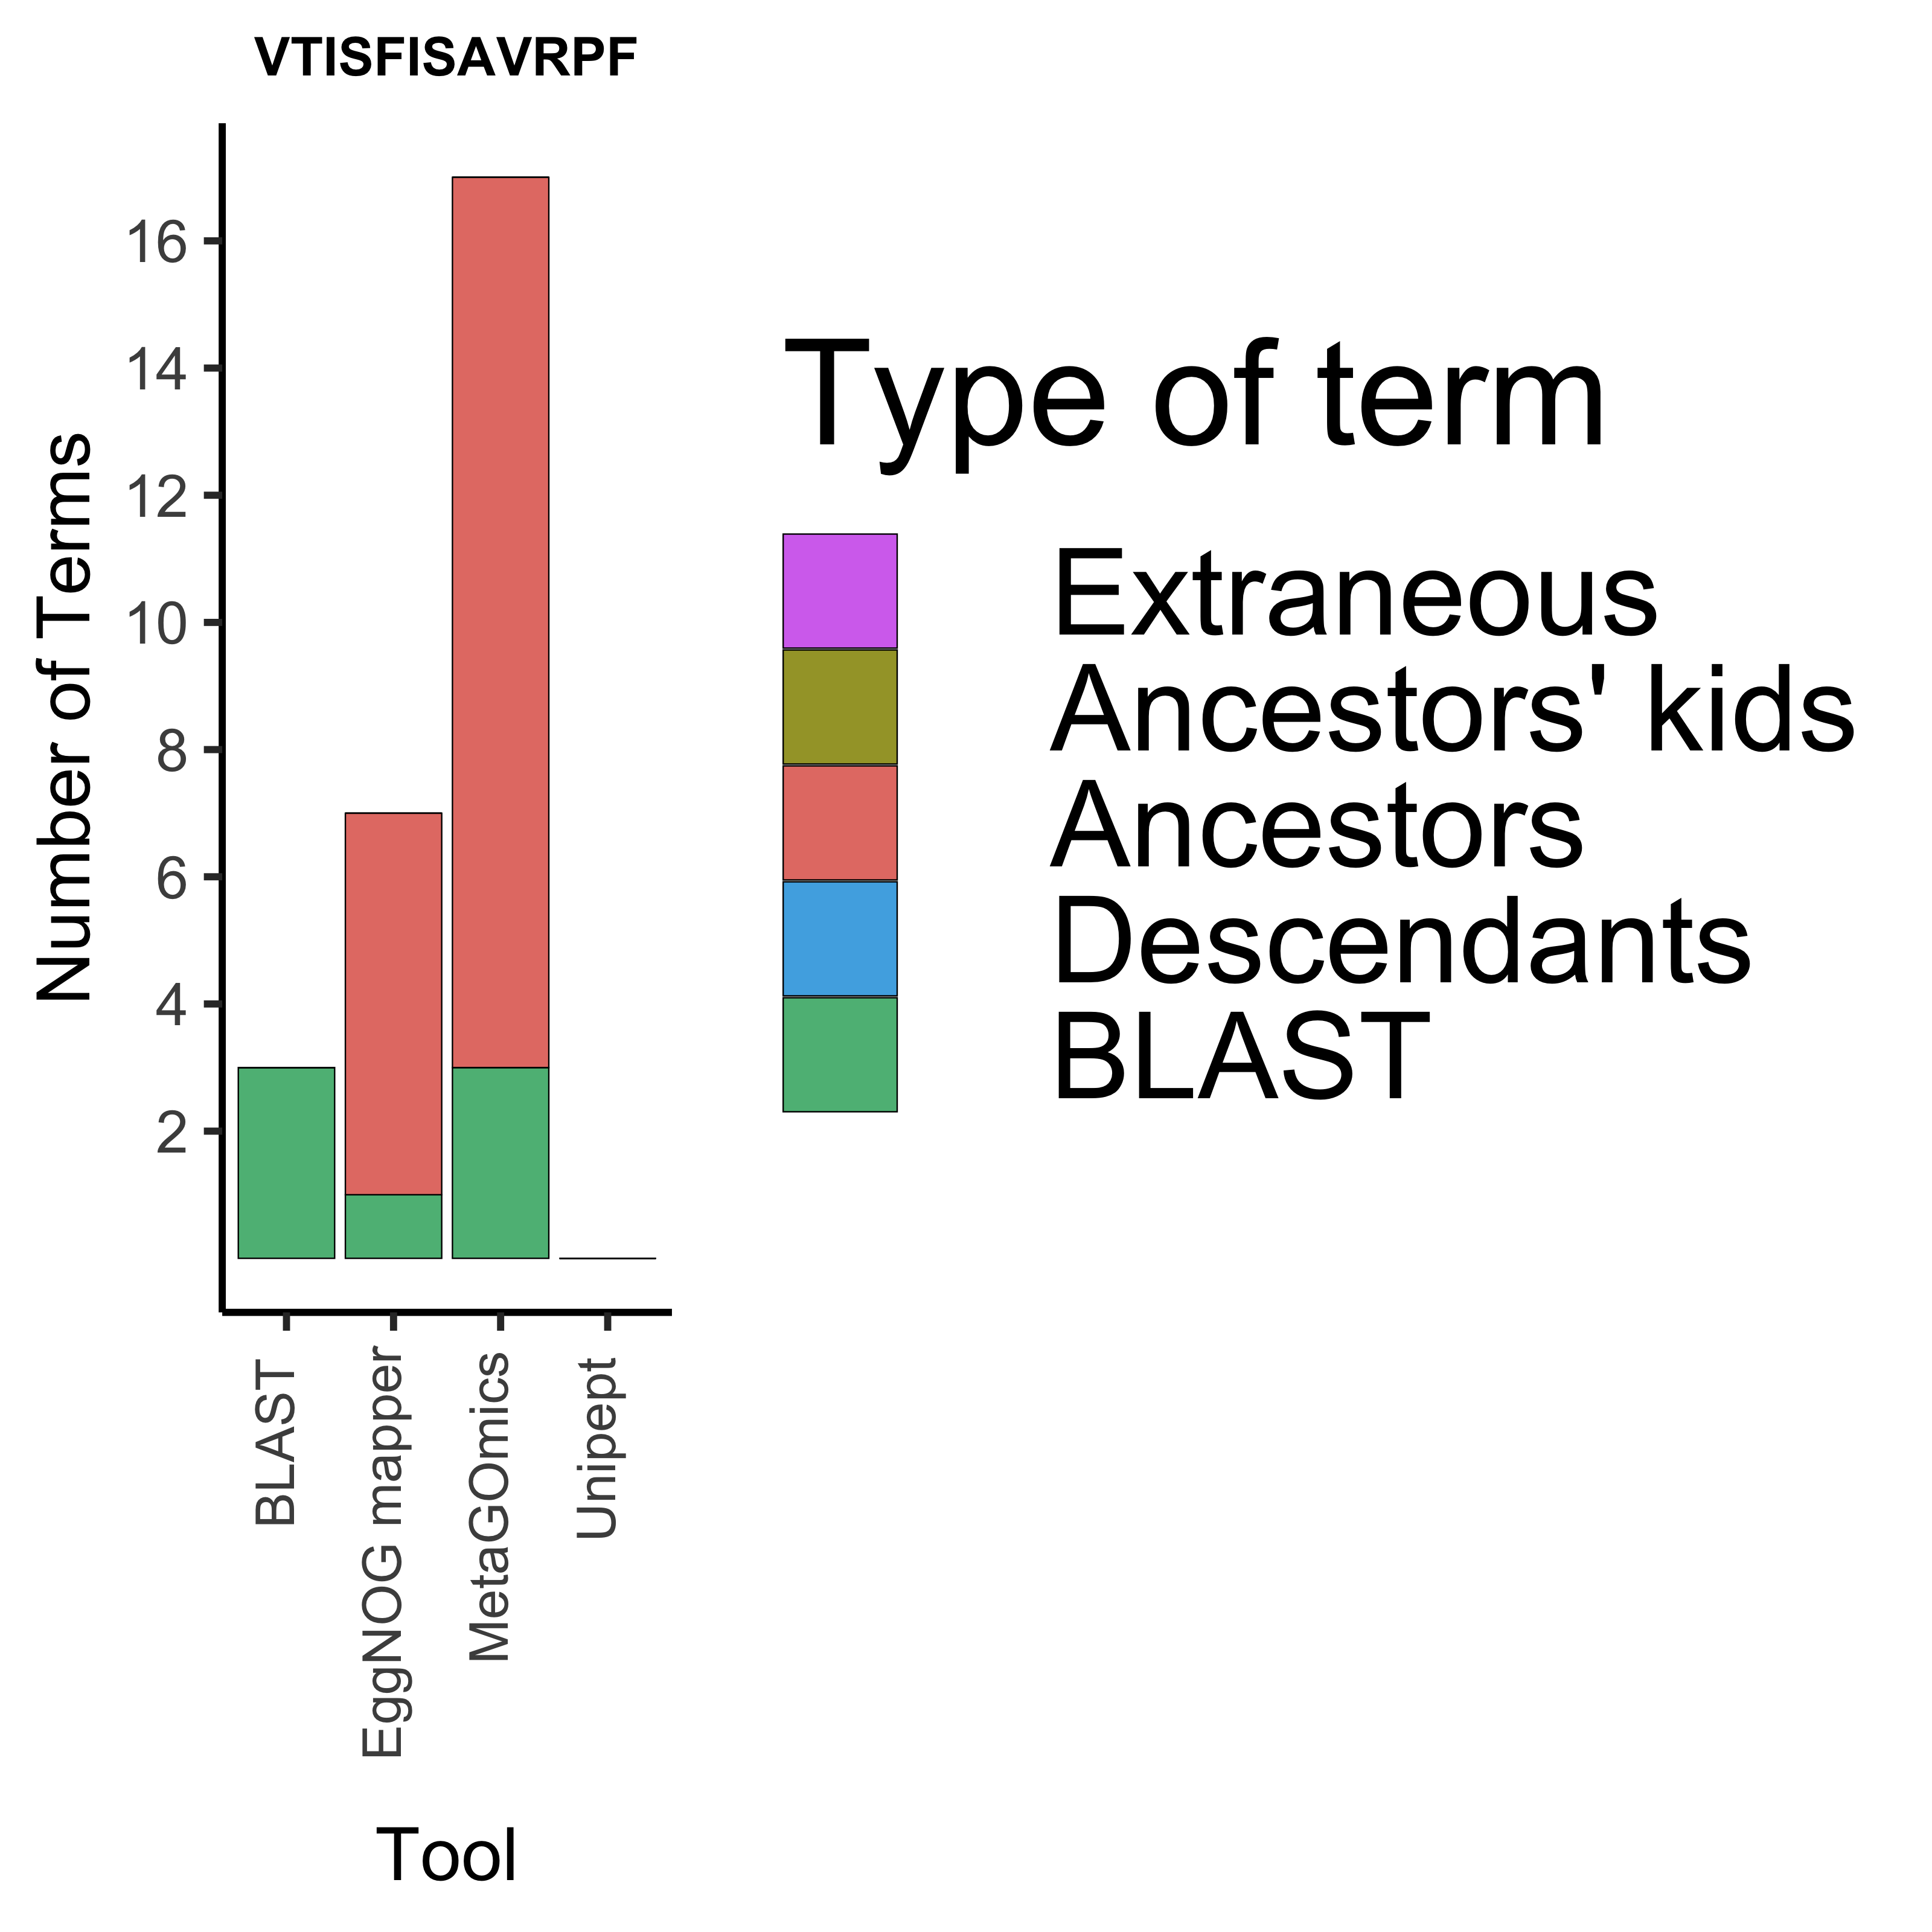 VTISFISAVRPF
Number of Terms
16
14
12
10
8
6
4
2
BLAST
EggNOG mapper
MetaGOmics
Unipept
Tool
Type of term
Extraneous
Ancestors' kids
Ancestors
Descendants
BLAST